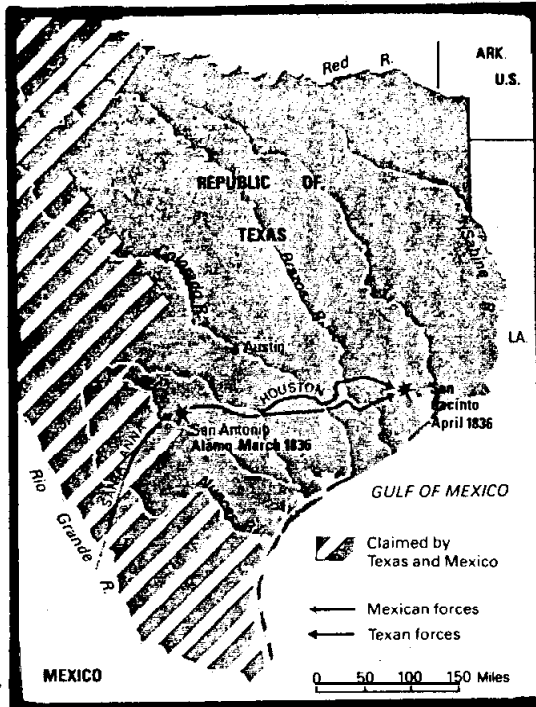 Red R.
ARK.
U.S.
REPUBLIC OF
TEXAS
Sabine R.
Colorado R.
Brazos R.
LA.
Austin
HOUSTON
San
Jacinto
April 1836
San Antonio
Alamo March 1836
SANTA ANNA
Rio
Grande
R.
GULF OF MEXICO
Claimed by
Texas and Mexico
Mexican forces
Texan forces
MEXICO
0 50 100 150 Miles